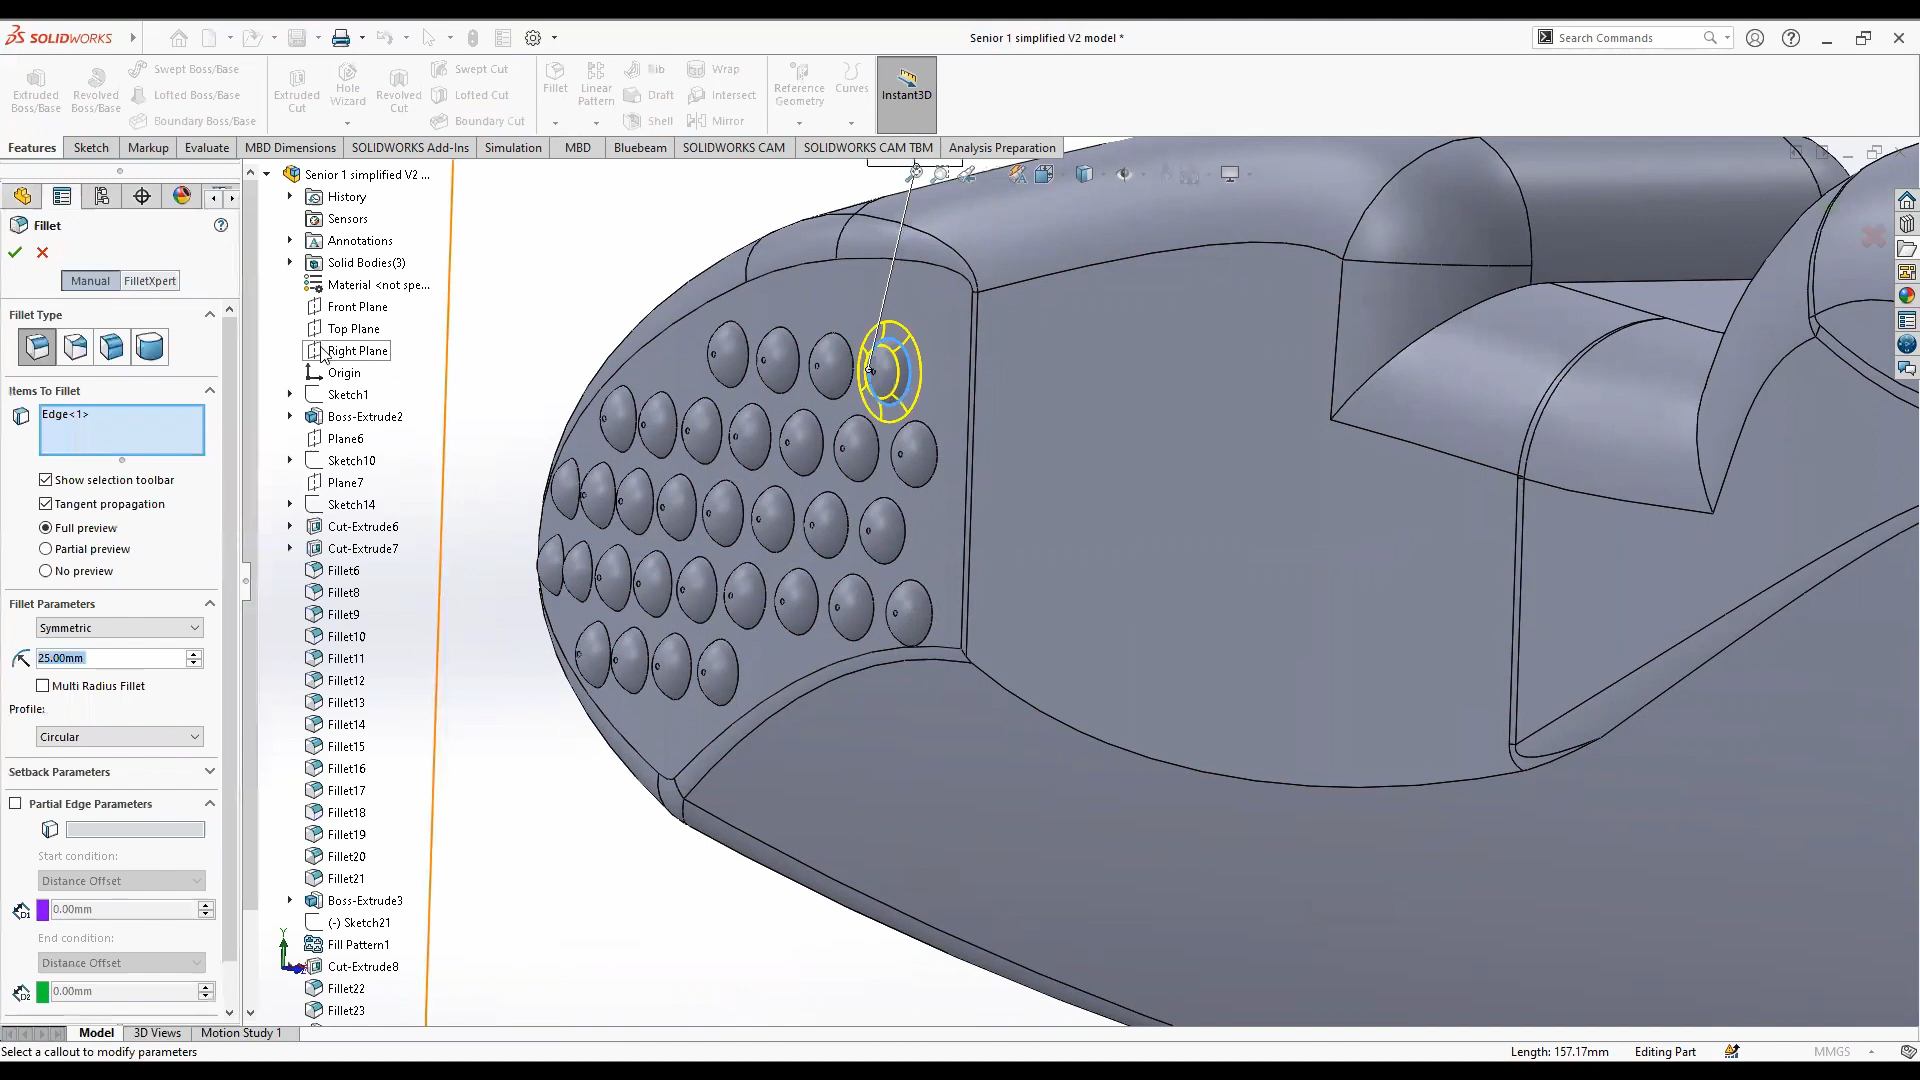 SOLIDWORKS
Senior 1 simplified V2 model *
Search Commands
Extruded Boss/Base
Revolved Boss/Base
Swept Boss/Base
Lofted Boss/Base
Boundary Boss/Base
Extruded Cut
Hole Wizard
Revolved Cut
Swept Cut
Lofted Cut
Boundary Cut
Fillet
Linear Pattern
Rib
Draft
Shell
Wrap
Intersect
Mirror
Reference Geometry
Curves
Instant3D
Features
Sketch
Markup
Evaluate
MBD Dimensions
SOLIDWORKS Add-Ins
Simulation
MBD
Bluebeam
SOLIDWORKS CAM
SOLIDWORKS CAM TBM
Analysis Preparation
Fillet
Manual
FilletXpert
Fillet Type
Items To Fillet
Edge<1>
Show selection toolbar
Tangent propagation
Full preview
Partial preview
No preview
Fillet Parameters
Symmetric
25.00mm
Multi Radius Fillet
Profile:
Circular
Setback Parameters
Partial Edge Parameters
Start condition:
Distance Offset
D1
0.00mm
End condition:
Distance Offset
D2
0.00mm
Senior 1 simplified V2 ...
History
Sensors
Annotations
Solid Bodies(3)
Material <not spe...
Front Plane
Top Plane
Right Plane
Origin
Sketch1
Boss-Extrude2
Plane6
Sketch10
Plane7
Sketch14
Cut-Extrude6
Cut-Extrude7
Fillet6
Fillet8
Fillet9
Fillet10
Fillet11
Fillet12
Fillet13
Fillet14
Fillet15
Fillet16
Fillet17
Fillet18
Fillet19
Fillet20
Fillet21
Boss-Extrude3
(-) Sketch21
Fill Pattern1
Cut-Extrude8
Fillet22
Fillet23
Y
Model
3D Views
Motion Study 1
Select a callout to modify parameters
Length: 157.17mm
Editing Part
MMGS